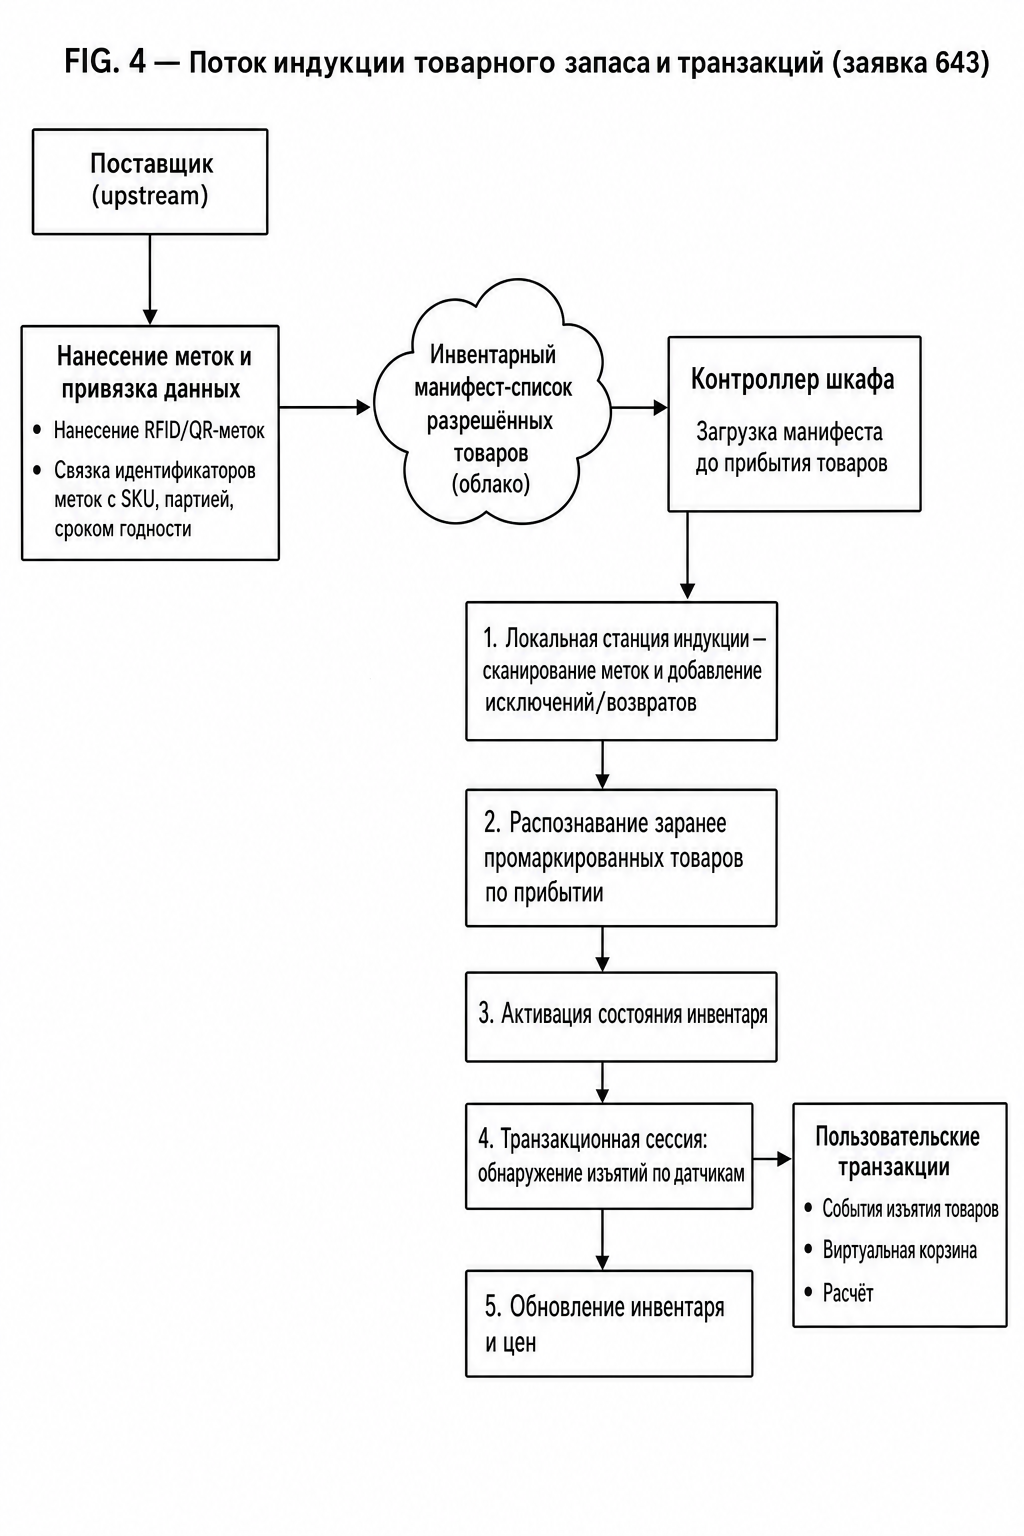 FIG. 4 — Поток индукции товарного запаса и транзакций (заявка 643)
Поставщик
(upstream)
Нанесение меток и
привязка данных
• Нанесение RFID/QR-меток
• Связка идентификаторов
меток с SKU, партией,
сроком годности
Инвентарный
манифест-список
разрешённых
товаров
(облако)
Контроллер шкафа
Загрузка манифеста
до прибытия товаров
1. Локальная станция индукции —
сканирование меток и добавление
исключений/возвратов
2. Распознавание заранее
промаркированных товаров
по прибытии
3. Активация состояния инвентаря
4. Транзакционная сессия:
обнаружение изъятий по датчикам
Пользовательские
транзакции
• События изъятия товаров
• Виртуальная корзина
• Расчёт
5. Обновление инвентаря
и цен